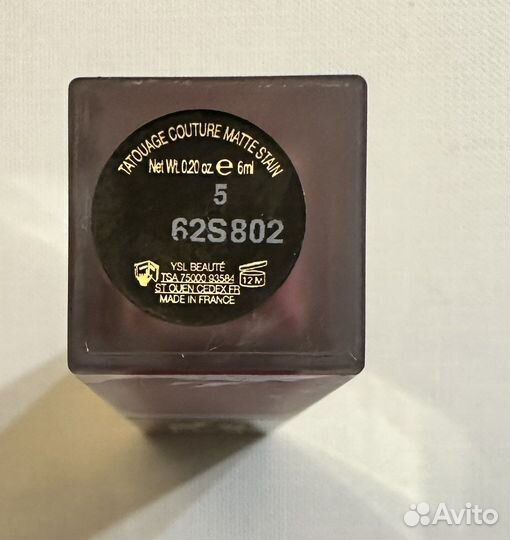 TATOUAGE COUTURE MATTE STAIN
Net Wt. 0.20 oz. ℮ 6ml
5
62S802
YSL BEAUTÉ
TSA 75000 93584
ST OUEN CEDEX FR
MADE IN FRANCE
12 M
Avito